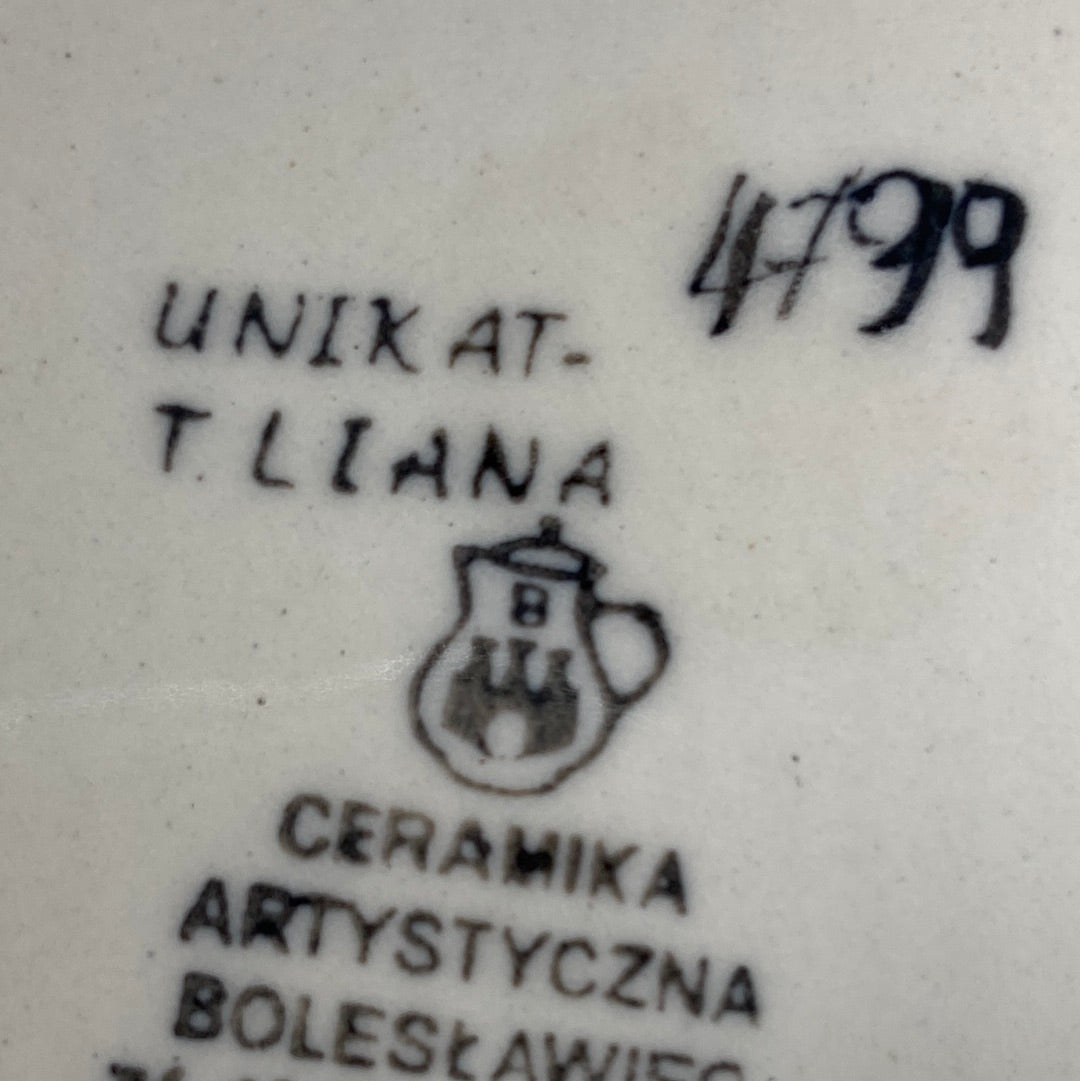 4799
UNIKAT-
T. LIANA
B
CERAMIKA
ARTYSTYCZNA
BOLESŁAWIEC